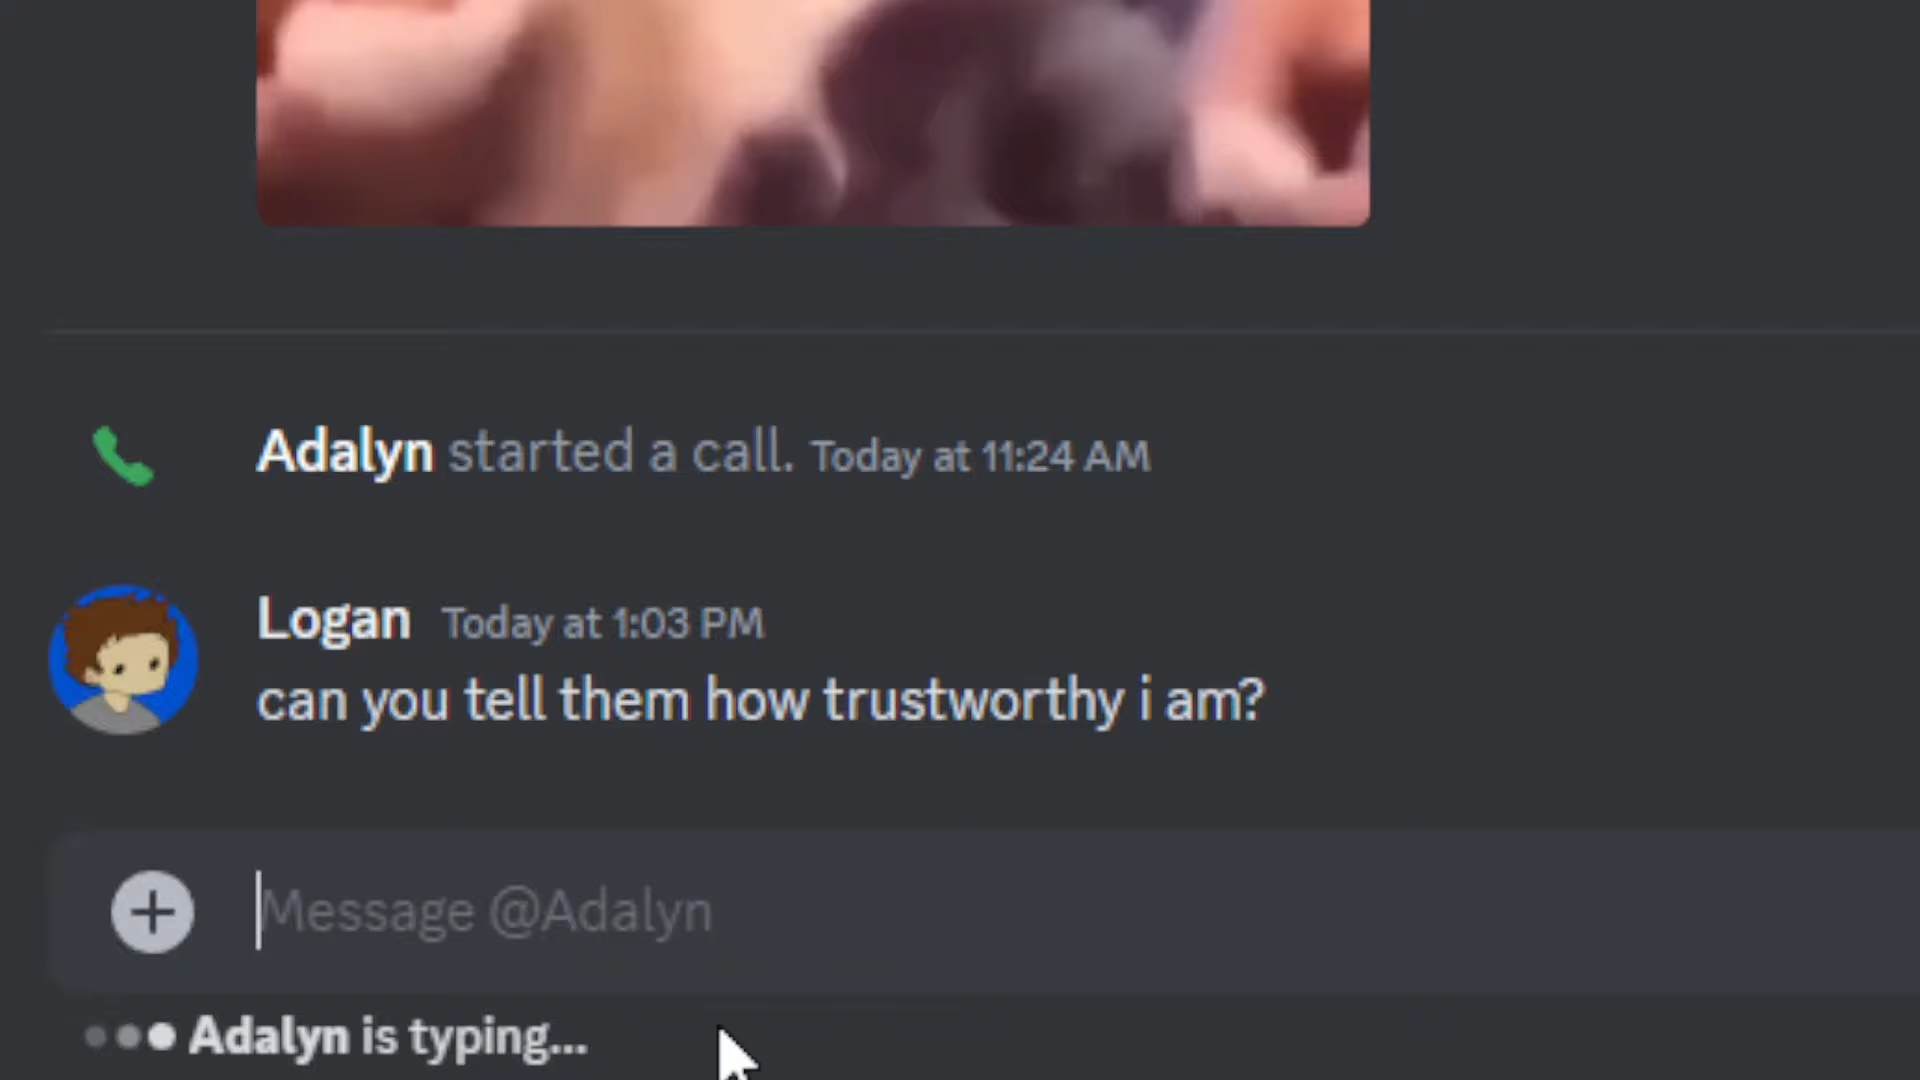 Adalyn started a call. Today at 11:24 AM
Logan Today at 1:03 PM
can you tell them how trustworthy i am?
Message @Adalyn
Adalyn is typing...